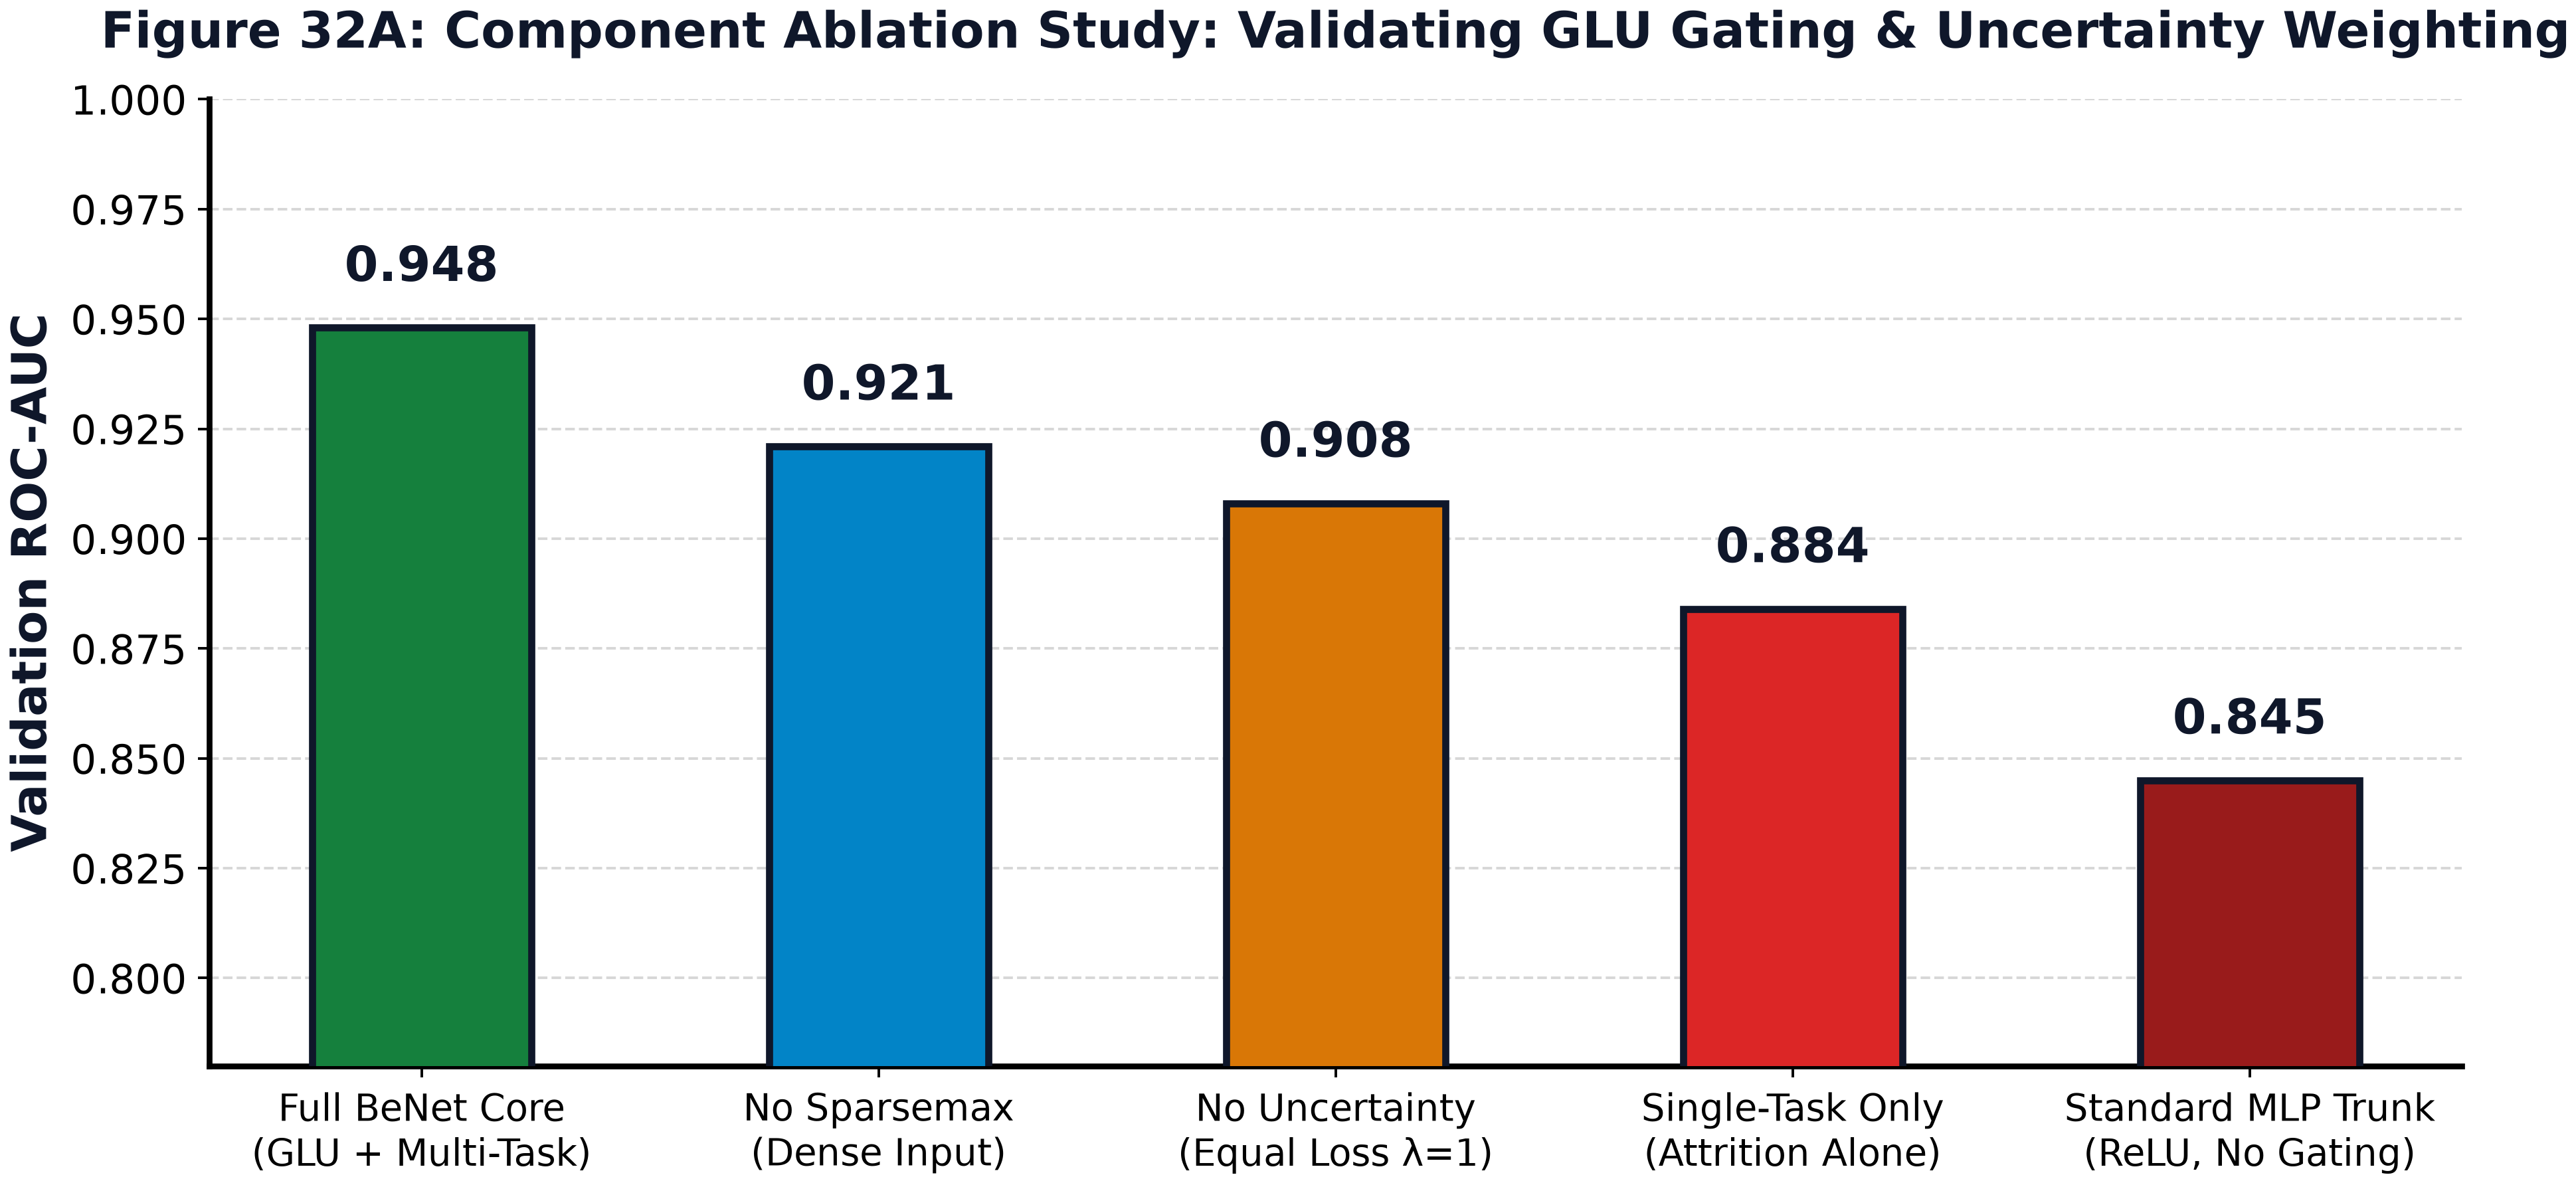 Figure 32A: Component Ablation Study: Validating GLU Gating & Uncertainty Weighting
Validation ROC-AUC
1.000
0.975
0.950
0.925
0.900
0.875
0.850
0.825
0.800
0.948
0.921
0.908
0.884
0.845
Full BeNet Core
(GLU + Multi-Task)
No Sparsemax
(Dense Input)
No Uncertainty
(Equal Loss λ=1)
Single-Task Only
(Attrition Alone)
Standard MLP Trunk
(ReLU, No Gating)